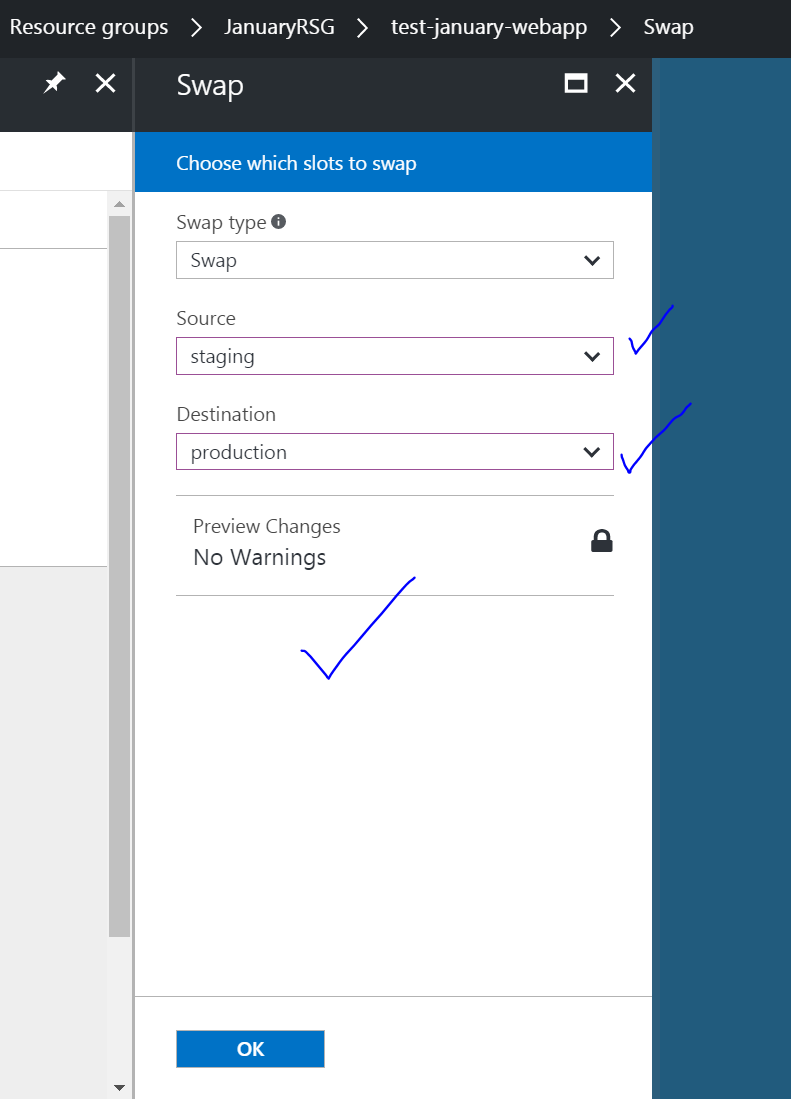 Resource groups > JanuaryRSG > test-january-webapp > Swap
Swap
Choose which slots to swap
Swap type
Swap
Source
staging
Destination
production
Preview Changes
No Warnings
OK